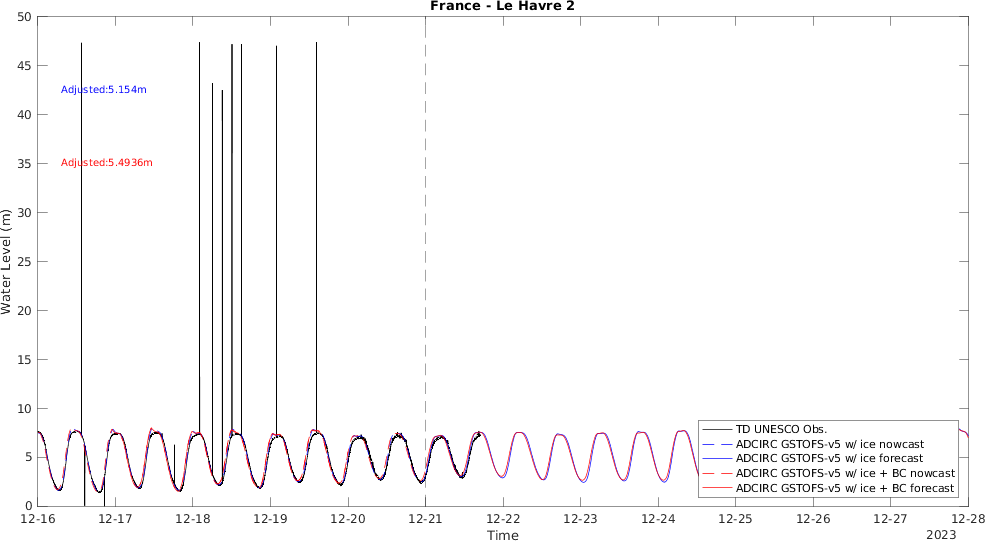 France - Le Havre 2
50
45
40
35
30
25
20
15
10
5
0
Water Level (m)
Adjusted:5.154m
Adjusted:5.4936m
TD UNESCO Obs.
ADCIRC GSTOFS-v5 w/ ice nowcast
ADCIRC GSTOFS-v5 w/ ice forecast
ADCIRC GSTOFS-v5 w/ ice + BC nowcast
ADCIRC GSTOFS-v5 w/ ice + BC forecast
12-16 12-17 12-18 12-19 12-20 12-21 12-22 12-23 12-24 12-25 12-26 12-27 12-28
Time
2023